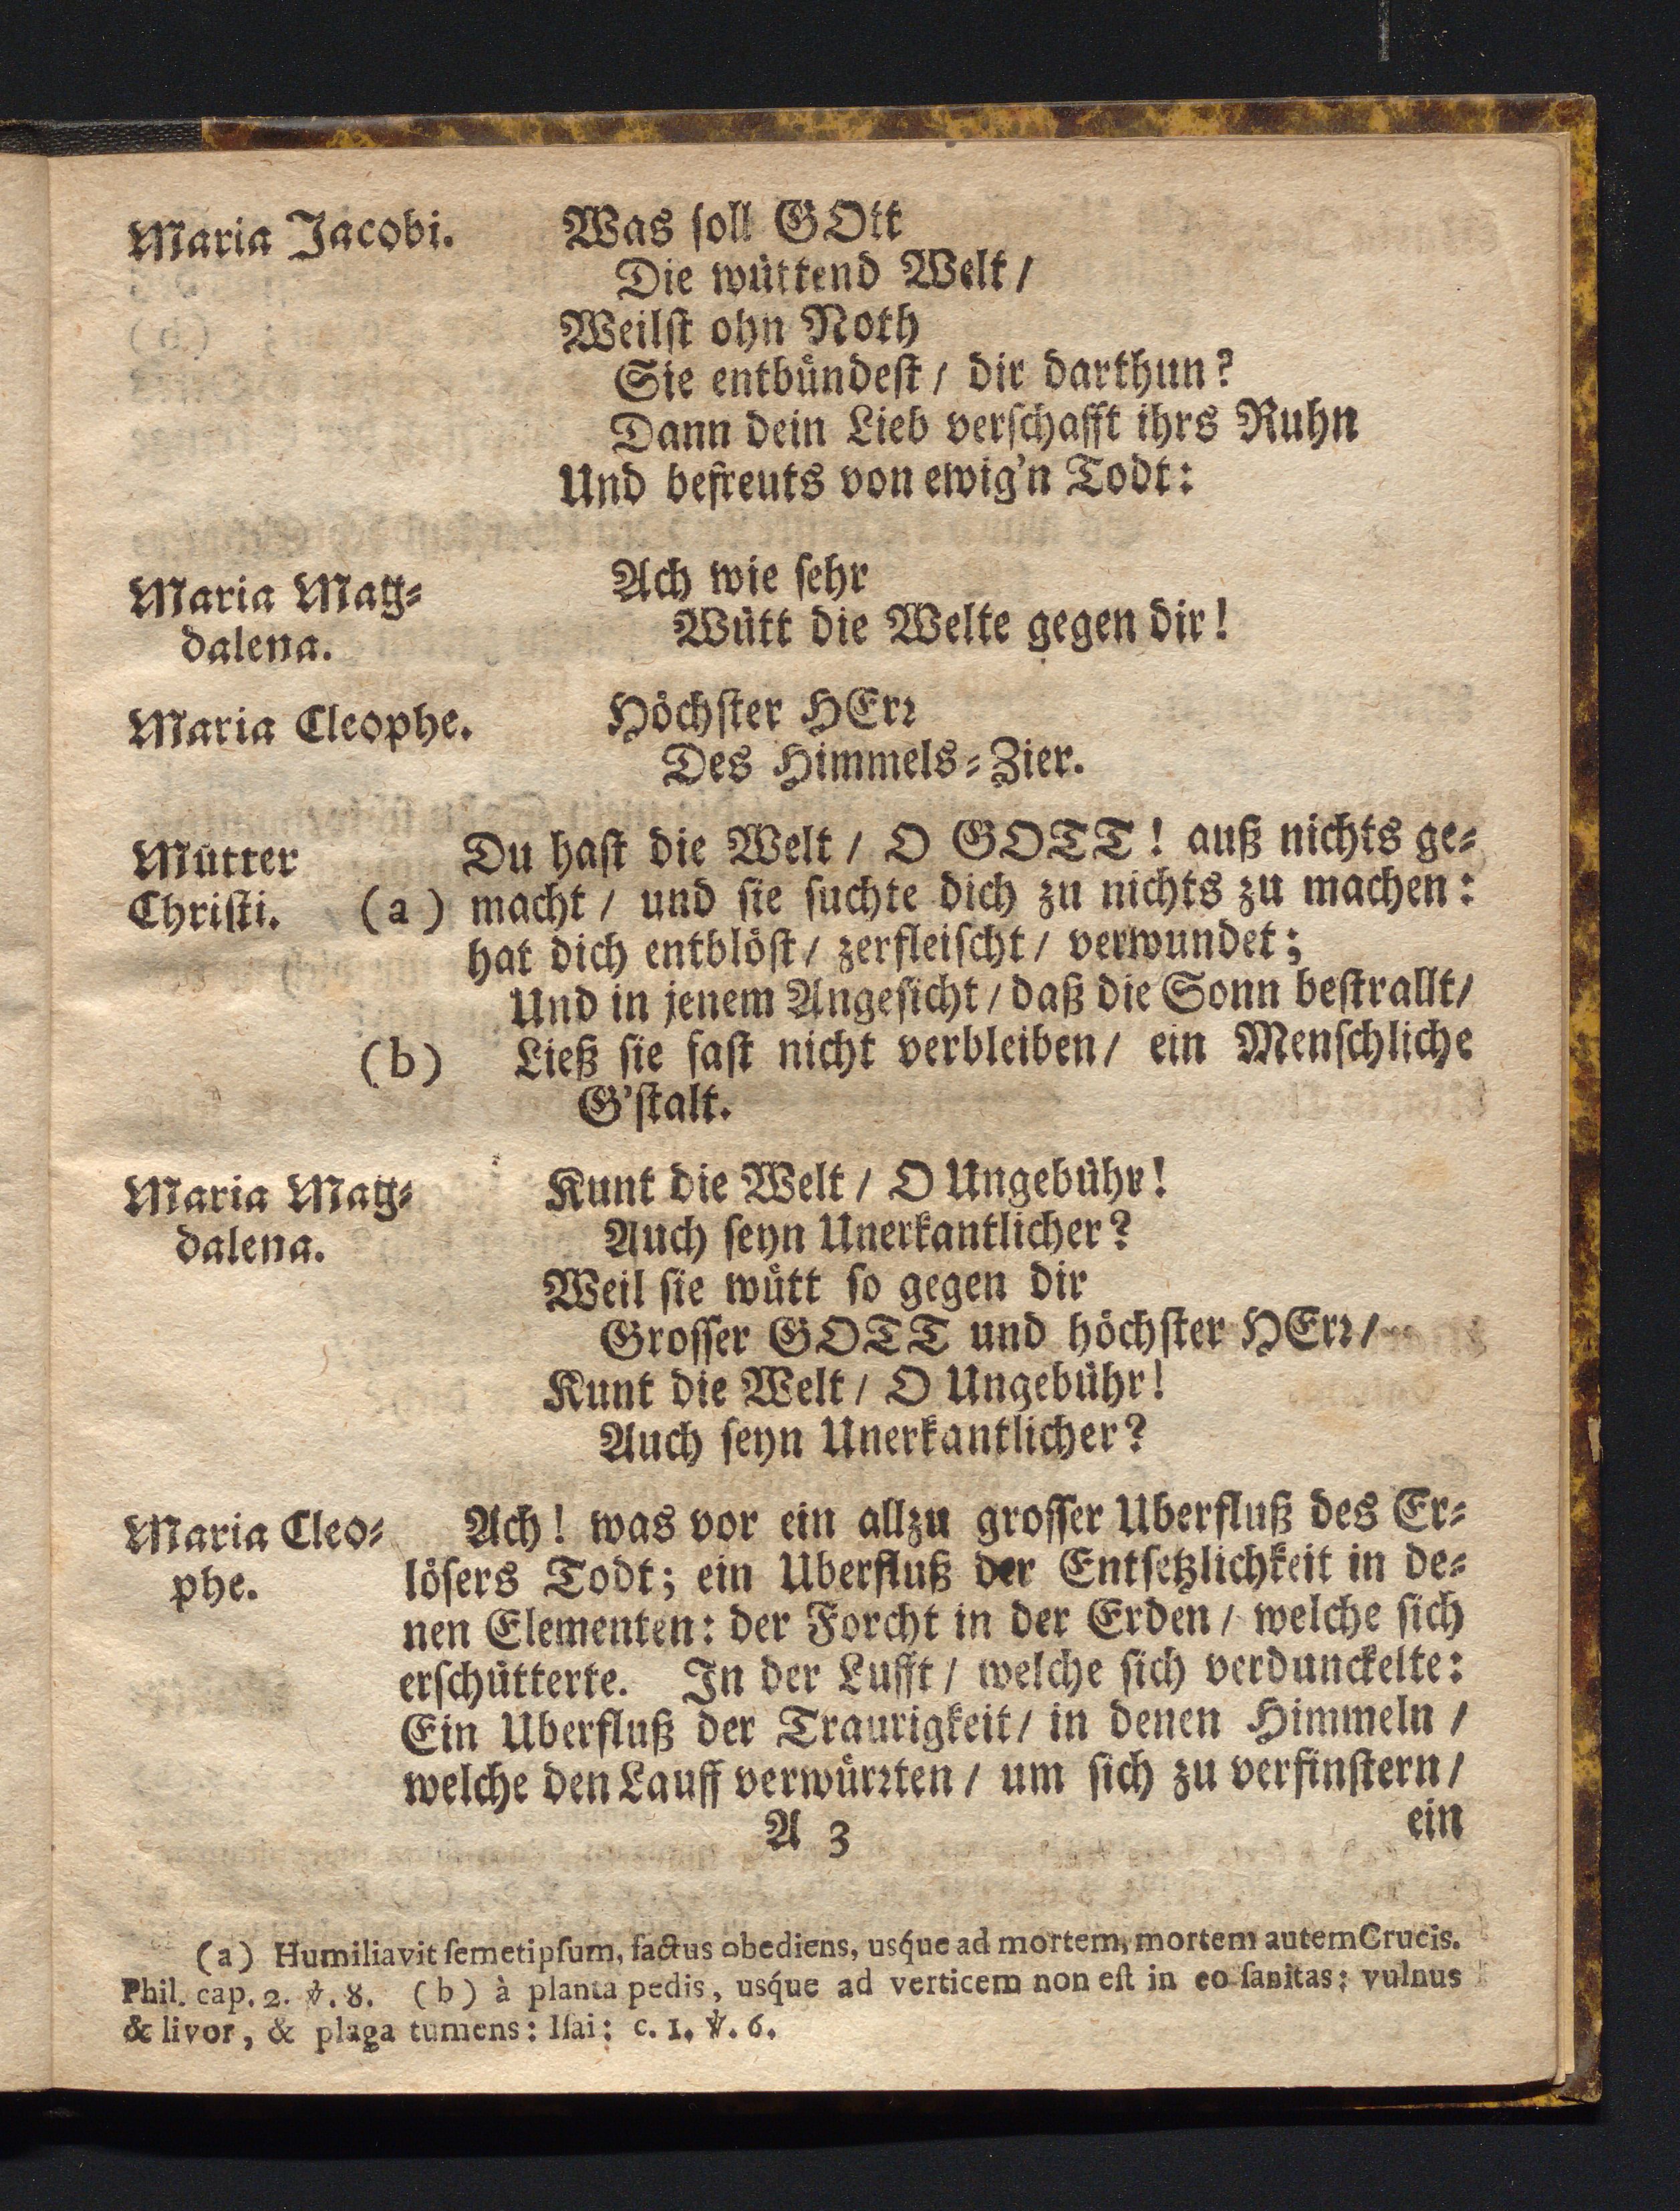 Maria Jacobi. Was soll GOtt
Die wüttend Welt /
Weilst ohn Noth
Sie entbündest / dir darthun?
Dann dein Lieb verschafft ihrs Ruhn
Und befreuts von ewig'n Todt:
Maria Mag- Ach wie sehr
dalena. Wütt die Welte gegen dir!
Maria Cleophe. Höchster HErr
Des Himmels-Zier.
Mütter Du hast die Welt / O GOTT! auß nichts ge-
Christi. (a) macht / und sie suchte dich zu nichts zu machen:
hat dich entblöst / zerfleischt / verwundet;
Und in jenem Angesicht / daß die Sonn bestrallt /
(b) Ließ sie fast nicht verbleiben / ein Menschliche
G'stalt.
Maria Mag- Kunt die Welt / O Ungebühr!
dalena. Auch seyn Unerkantlicher?
Weil sie wütt so gegen dir
Grosser GOTT und höchster HErr /
Kunt die Welt / O Ungebühr!
Auch seyn Unerkantlicher?
Maria Cleo- Ach! was vor ein allzu grosser Uberfluß des Er-
phe. lösers Todt; ein Uberfluß der Entsetzlichkeit in de-
nen Elementen: der Forcht in der Erden / welche sich
erschütterte. In der Lufft / welche sich verdunckelte:
Ein Uberfluß der Traurigkeit / in denen Himmeln /
welche den Lauff verwürrten / um sich zu verfinstern /
A 3 ein
(a) Humiliavit semetipsum, factus obediens, usq́ue ad mortem, mortem autem Crucis.
Phil. cap. 2. ℣. 8. (b) à planta pedis, usq́ue ad verticem non est in eo sanitas: vulnus
& livor, & plaga tumens: Isai: c. 1. ℣. 6.